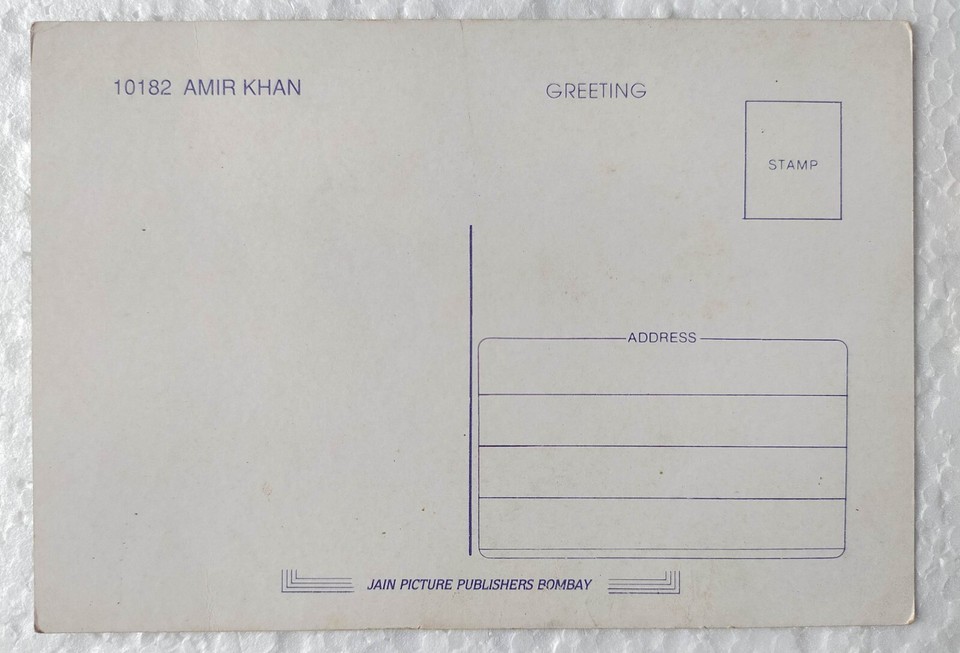 10182 AMIR KHAN
GREETING
STAMP
ADDRESS
JAIN PICTURE PUBLISHERS BOMBAY